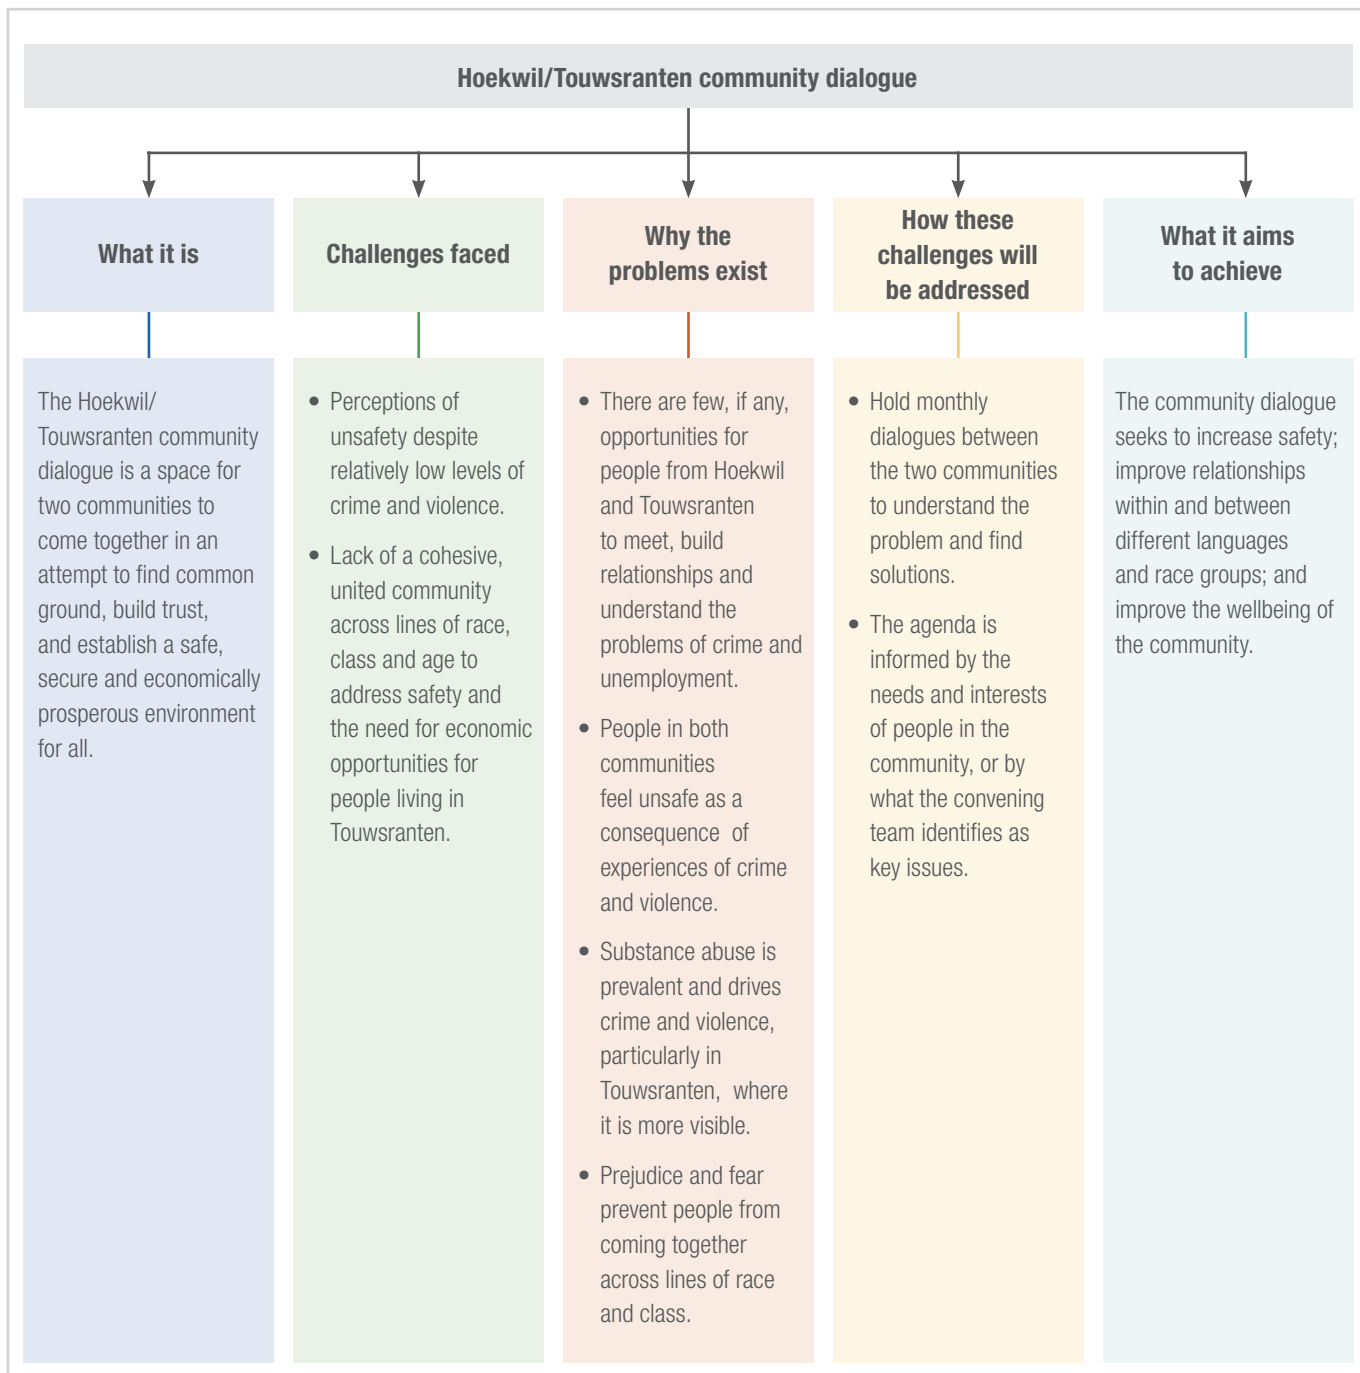 Hoekwil/Touwsranten community dialogue
What it is
The Hoekwil/
Touwsranten community
dialogue is a space for
two communities to
come together in an
attempt to find common
ground, build trust,
and establish a safe,
secure and economically
prosperous environment
for all.
Challenges faced
• Perceptions of
unsafety despite
relatively low levels of
crime and violence.
• Lack of a cohesive,
united community
across lines of race,
class and age to
address safety and
the need for economic
opportunities for
people living in
Touwsranten.
Why the
problems exist
• There are few, if any,
opportunities for
people from Hoekwil
and Touwsranten
to meet, build
relationships and
understand the
problems of crime and
unemployment.
• People in both
communities
feel unsafe as a
consequence of
experiences of crime
and violence.
• Substance abuse is
prevalent and drives
crime and violence,
particularly in
Touwsranten, where
it is more visible.
• Prejudice and fear
prevent people from
coming together
across lines of race
and class.
How these
challenges will
be addressed
• Hold monthly
dialogues between
the two communities
to understand the
problem and find
solutions.
• The agenda is
informed by the
needs and interests
of people in the
community, or by
what the convening
team identifies as
key issues.
What it aims
to achieve
The community dialogue
seeks to increase safety;
improve relationships
within and between
different languages
and race groups; and
improve the wellbeing of
the community.